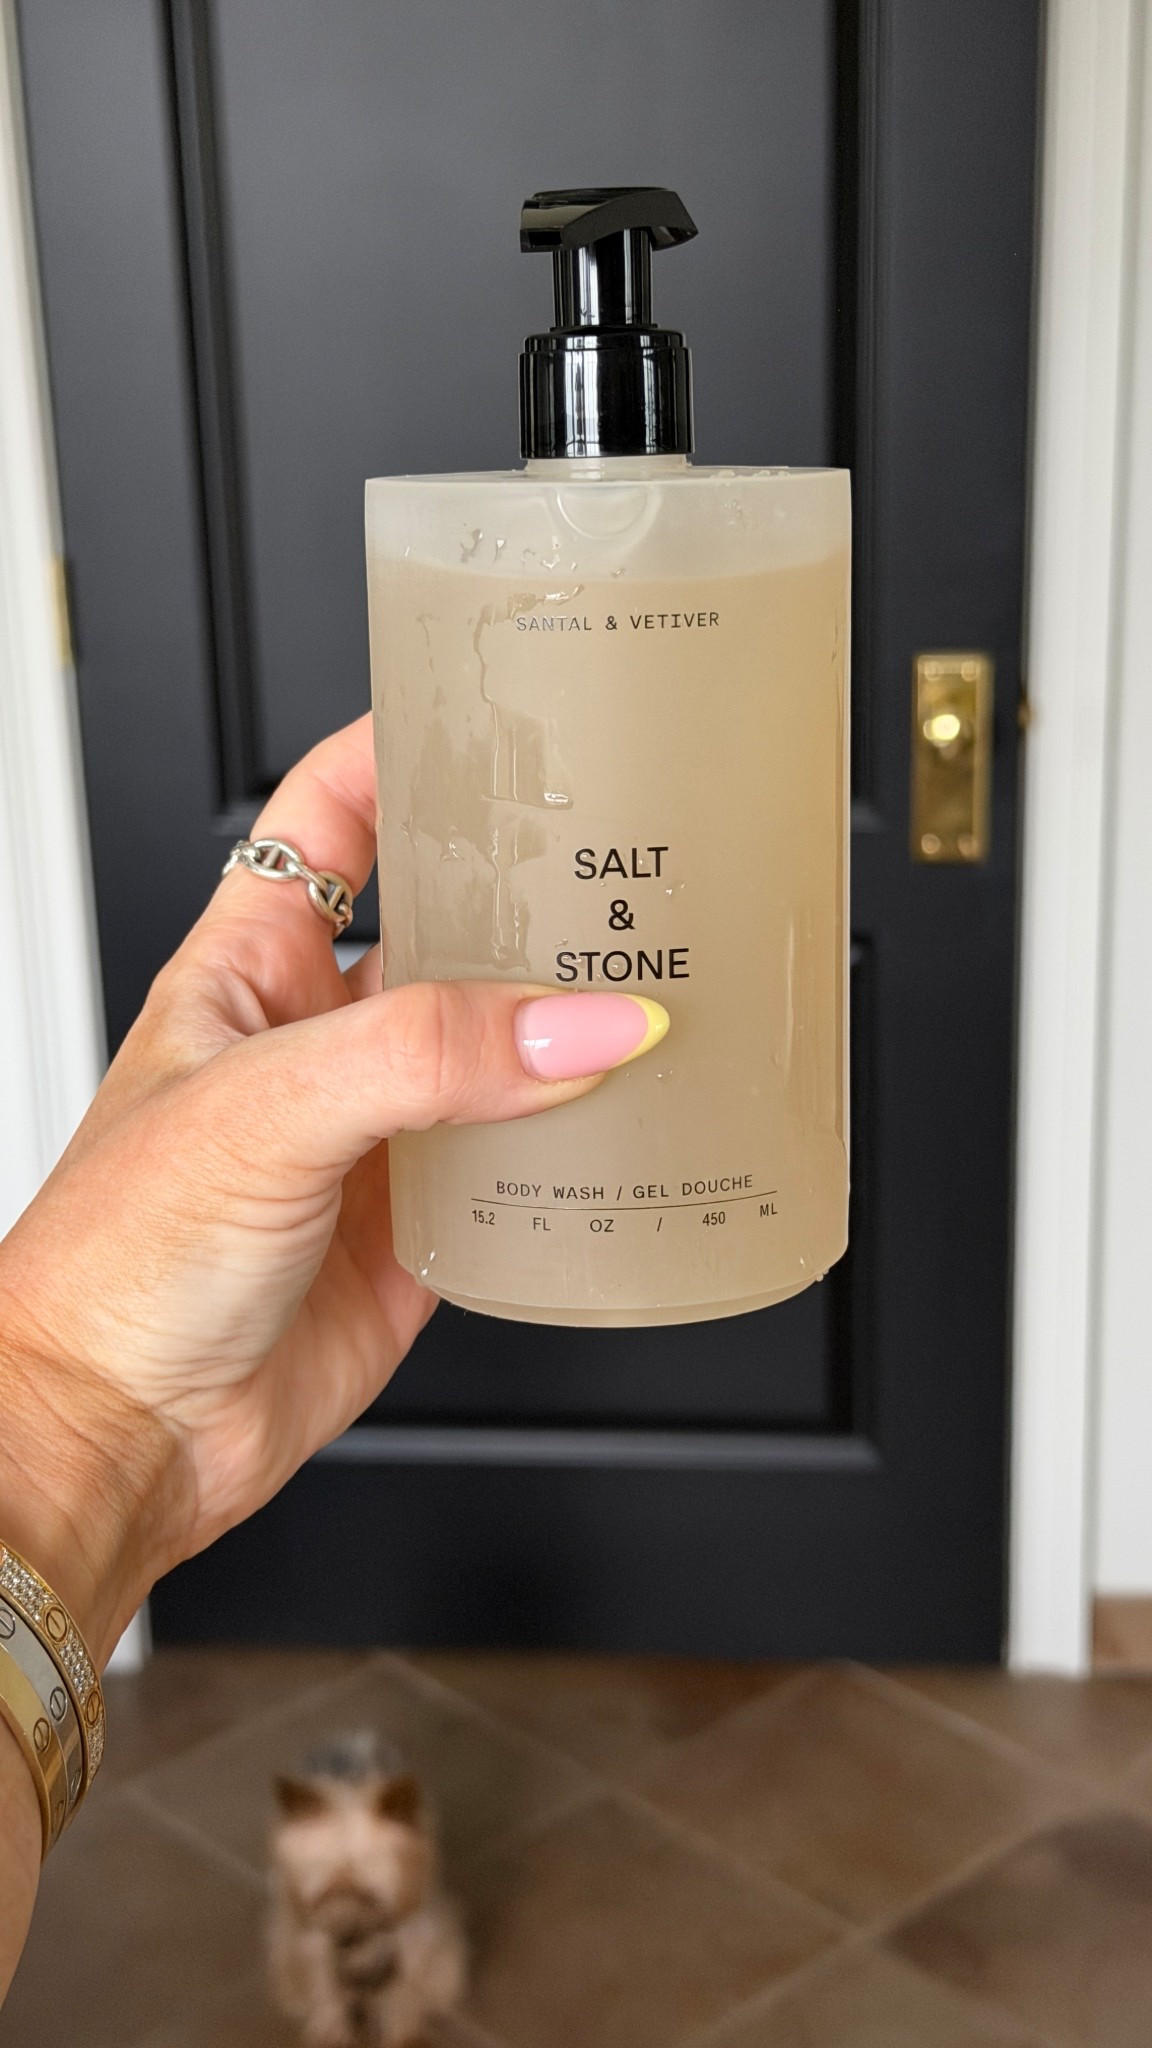 SANTAL & VETIVER
SALT
&
STONE
BODY WASH / GEL DOUCHE
15.2 FL OZ / 450 ML